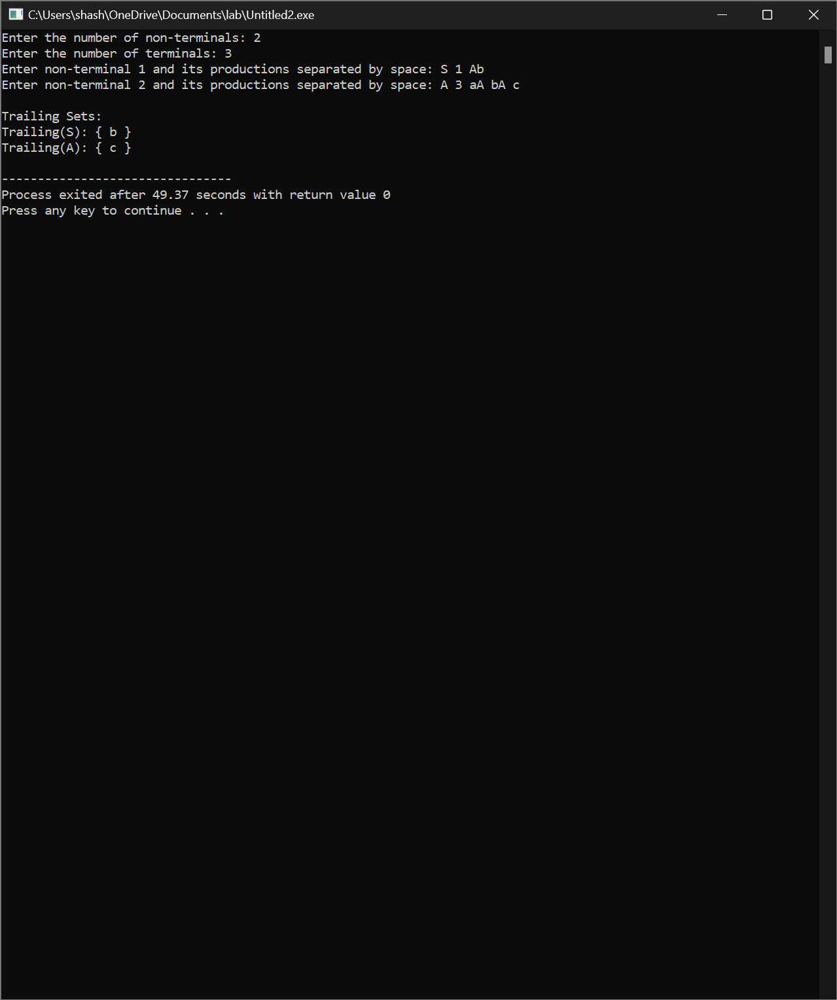 C:\Users\shash\OneDrive\Documents\lab\Untitled2.exe
Enter the number of non-terminals: 2
Enter the number of terminals: 3
Enter non-terminal 1 and its productions separated by space: S 1 Ab
Enter non-terminal 2 and its productions separated by space: A 3 aA bA c
Trailing Sets:
Trailing(S): { b }
Trailing(A): { c }
--------------------------------
Process exited after 49.37 seconds with return value 0
Press any key to continue . . .